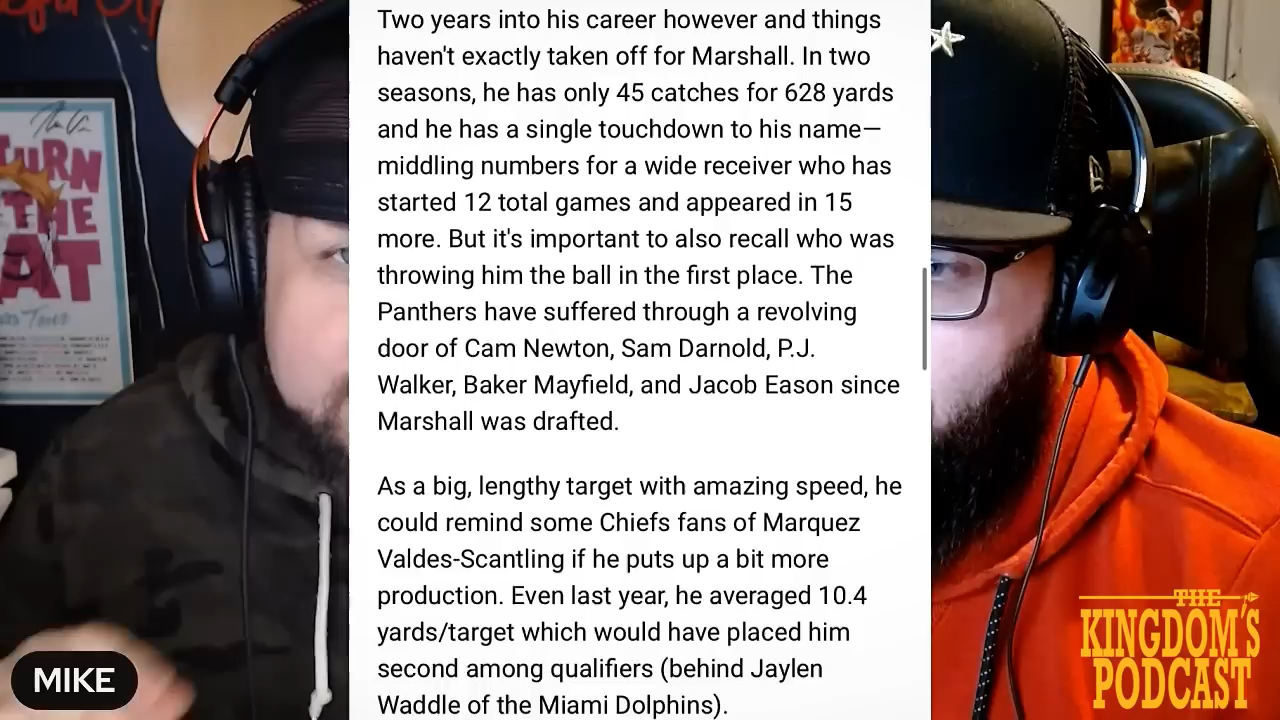 Two years into his career however and things
haven't exactly taken off for Marshall. In two
seasons, he has only 45 catches for 628 yards
and he has a single touchdown to his name—
middling numbers for a wide receiver who has
started 12 total games and appeared in 15
more. But it's important to also recall who was
throwing him the ball in the first place. The
Panthers have suffered through a revolving
door of Cam Newton, Sam Darnold, P.J.
Walker, Baker Mayfield, and Jacob Eason since
Marshall was drafted.
As a big, lengthy target with amazing speed, he
could remind some Chiefs fans of Marquez
Valdes-Scantling if he puts up a bit more
production. Even last year, he averaged 10.4
yards/target which would have placed him
second among qualifiers (behind Jaylen
Waddle of the Miami Dolphins).
MIKE
THE
KINGDOM'S
PODCAST